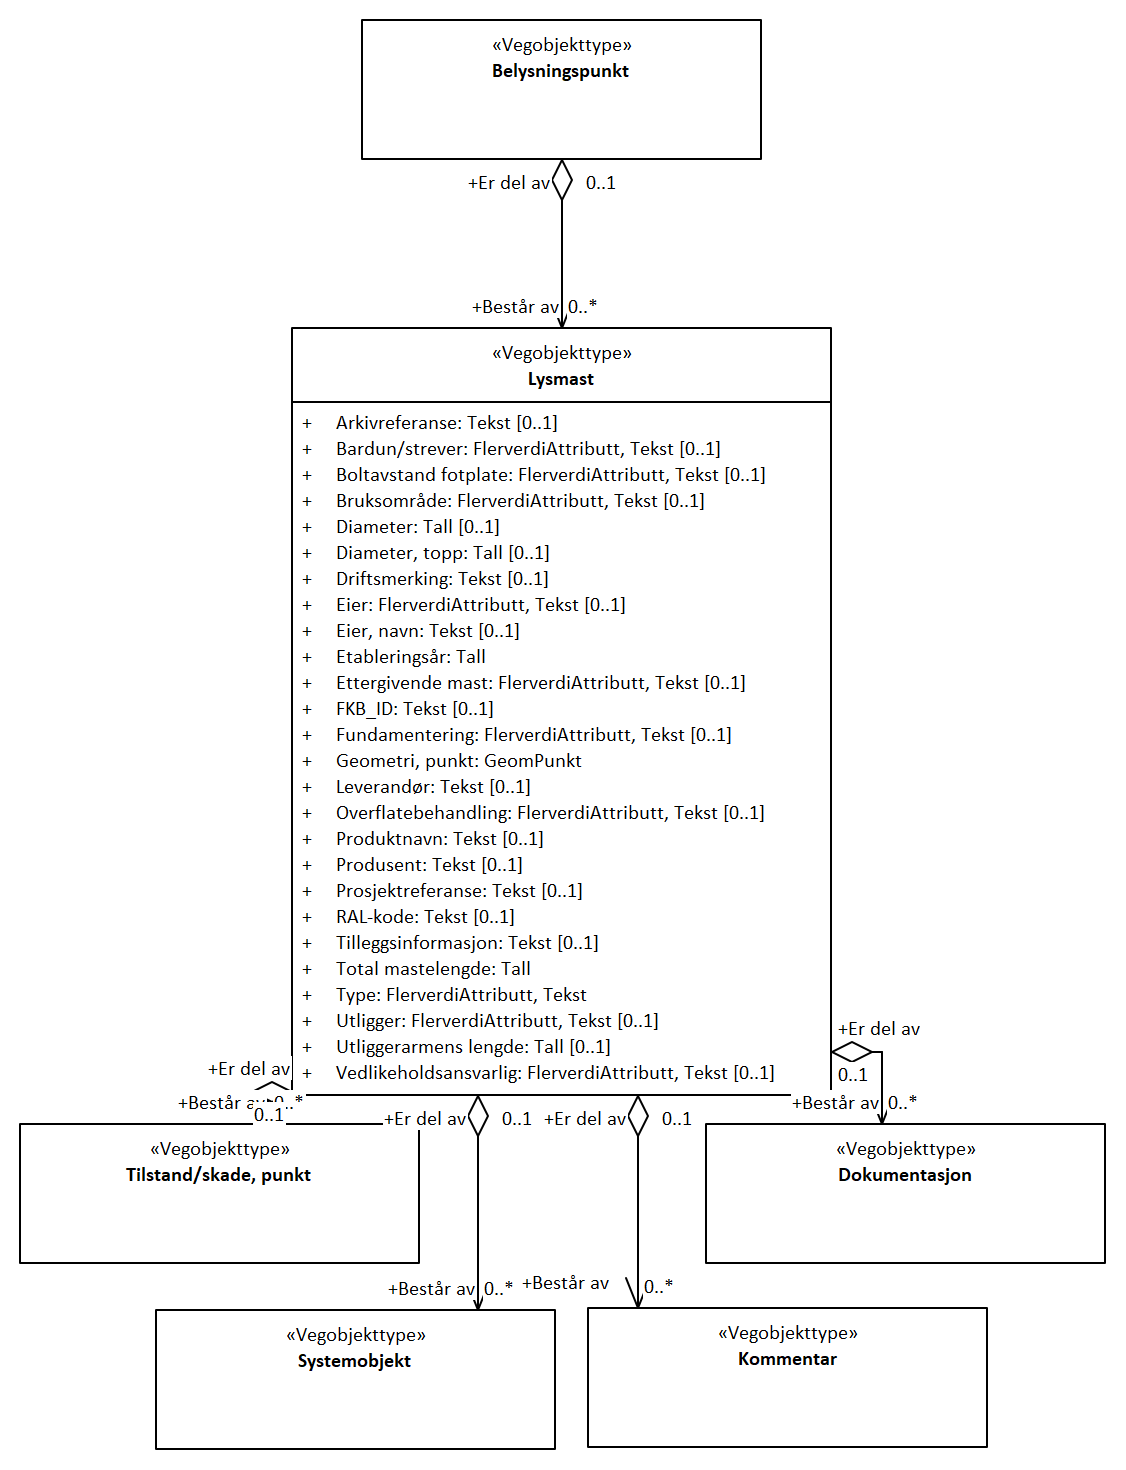 «Vegobjekttype»
Belysningspunkt
+Er del av 0..1
+Består av 0..*
«Vegobjekttype»
Lysmast
+ Arkivreferanse: Tekst [0..1]
+ Bardun/strever: FlerverdiAttributt, Tekst [0..1]
+ Boltavstand fotplate: FlerverdiAttributt, Tekst [0..1]
+ Bruksområde: FlerverdiAttributt, Tekst [0..1]
+ Diameter: Tall [0..1]
+ Diameter, topp: Tall [0..1]
+ Driftsmerking: Tekst [0..1]
+ Eier: FlerverdiAttributt, Tekst [0..1]
+ Eier, navn: Tekst [0..1]
+ Etableringsår: Tall
+ Ettergivende mast: FlerverdiAttributt, Tekst [0..1]
+ FKB_ID: Tekst [0..1]
+ Fundamentering: FlerverdiAttributt, Tekst [0..1]
+ Geometri, punkt: GeomPunkt
+ Leverandør: Tekst [0..1]
+ Overflatebehandling: FlerverdiAttributt, Tekst [0..1]
+ Produktnavn: Tekst [0..1]
+ Produsent: Tekst [0..1]
+ Prosjektreferanse: Tekst [0..1]
+ RAL-kode: Tekst [0..1]
+ Tilleggsinformasjon: Tekst [0..1]
+ Total mastelengde: Tall
+ Type: FlerverdiAttributt, Tekst
+ Utligger: FlerverdiAttributt, Tekst [0..1]
+ Utliggerarmens lengde: Tall [0..1]
+ Vedlikeholdsansvarlig: FlerverdiAttributt, Tekst [0..1]
+Er del av
0..1
+Består av 0..*
+Er del av
+Består av 0..*
0..1
+Er del av 0..1
+Er del av 0..1
«Vegobjekttype»
Tilstand/skade, punkt
«Vegobjekttype»
Dokumentasjon
+Består av 0..*
+Består av 0..*
«Vegobjekttype»
Systemobjekt
«Vegobjekttype»
Kommentar